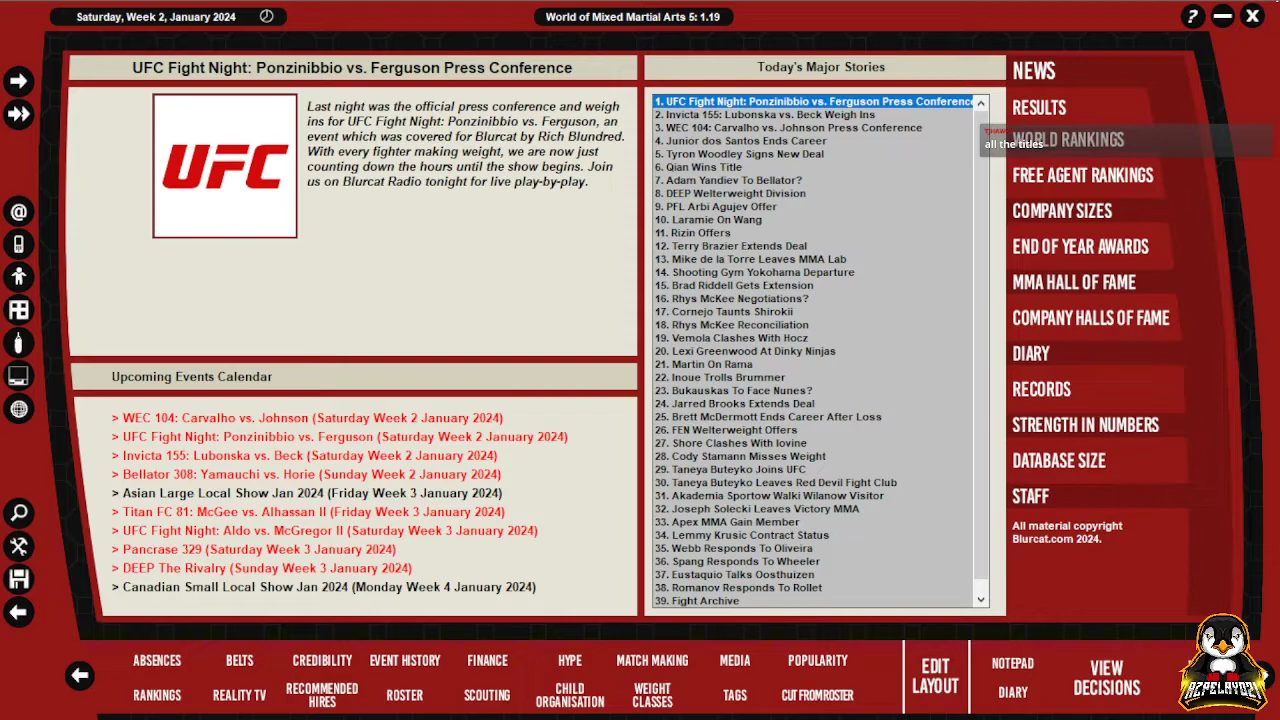 Saturday, Week 2, January 2024
World of Mixed Martial Arts 5: 1.19
?
UFC Fight Night: Ponzinibbio vs. Ferguson Press Conference
UFC
Last night was the official press conference and weigh
ins for UFC Fight Night: Ponzinibbio vs. Ferguson, an
event which was covered for Blurcat by Rich Blundred.
With every fighter making weight, we are now just
counting down the hours until the show begins. Join
us on Blurcat Radio tonight for live play-by-play.
Upcoming Events Calendar
> WEC 104: Carvalho vs. Johnson (Saturday Week 2 January 2024)
> UFC Fight Night: Ponzinibbio vs. Ferguson (Saturday Week 2 January 2024)
> Invicta 155: Lubonska vs. Beck (Saturday Week 2 January 2024)
> Bellator 308: Yamauchi vs. Horie (Sunday Week 2 January 2024)
> Asian Large Local Show Jan 2024 (Friday Week 3 January 2024)
> Titan FC 81: McGee vs. Alhassan II (Friday Week 3 January 2024)
> UFC Fight Night: Aldo vs. McGregor II (Saturday Week 3 January 2024)
> Pancrase 329 (Saturday Week 3 January 2024)
> DEEP The Rivalry (Sunday Week 3 January 2024)
> Canadian Small Local Show Jan 2024 (Monday Week 4 January 2024)
Today's Major Stories
1. UFC Fight Night: Ponzinibbio vs. Ferguson Press Conference
2. Invicta 155: Lubonska vs. Beck Weigh Ins
3. WEC 104: Carvalho vs. Johnson Press Conference
4. Junior dos Santos Ends Career
5. Tyron Woodley Signs New Deal
6. Qian Wins Title
7. Adam Yandiev To Bellator?
8. DEEP Welterweight Division
9. PFL Arbi Agujev Offer
10. Laramie On Wang
11. Rizin Offers
12. Terry Brazier Extends Deal
13. Mike de la Torre Leaves MMA Lab
14. Shooting Gym Yokohama Departure
15. Brad Riddell Gets Extension
16. Rhys McKee Negotiations?
17. Cornejo Taunts Shirokii
18. Rhys McKee Reconciliation
19. Vemola Clashes With Hocz
20. Lexi Greenwood At Dinky Ninjas
21. Martin On Rama
22. Inoue Trolls Brummer
23. Bukauskas To Face Nunes?
24. Jarred Brooks Extends Deal
25. Brett McDermott Ends Career After Loss
26. FEN Welterweight Offers
27. Shore Clashes With Iovine
28. Cody Stamann Misses Weight
29. Taneya Buteyko Joins UFC
30. Taneya Buteyko Leaves Red Devil Fight Club
31. Akademia Sportow Walki Wilanow Visitor
32. Joseph Solecki Leaves Victory MMA
33. Apex MMA Gain Member
34. Lemmy Krusic Contract Status
35. Webb Responds To Oliveira
36. Spang Responds To Wheeler
37. Eustaquio Talks Oosthuizen
38. Romanov Responds To Rollet
39. Fight Archive
NEWS
RESULTS
WORLD RANKINGS
all the titles
FREE AGENT RANKINGS
COMPANY SIZES
END OF YEAR AWARDS
MMA HALL OF FAME
COMPANY HALLS OF FAME
DIARY
RECORDS
STRENGTH IN NUMBERS
DATABASE SIZE
STAFF
All material copyright
Blurcat.com 2024.
ABSENCES BELTS CREDIBILITY EVENT HISTORY FINANCE HYPE MATCH MAKING MEDIA POPULARITY
RANKINGS REALITY TV RECOMMENDED HIRES ROSTER SCOUTING CHILD ORGANISATION WEIGHT CLASSES TAGS CUT FROM ROSTER
EDIT LAYOUT
NOTEPAD
DIARY
VIEW DECISIONS
ACPELAYO21